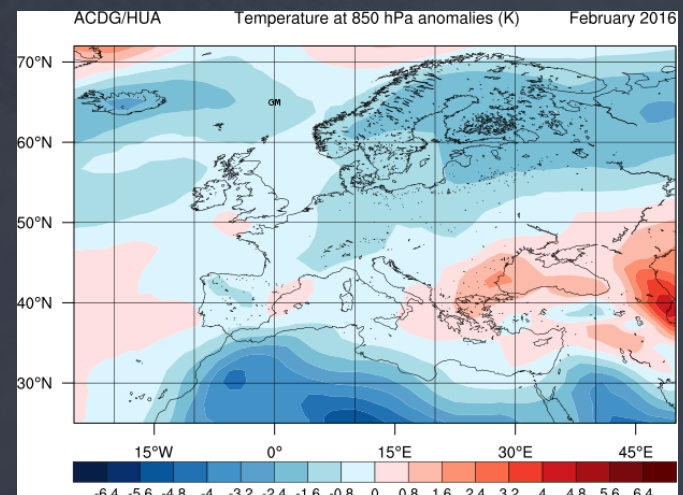 ACDG/HUA Temperature at 850 hPa anomalies (K) February 2016
70°N
GM
60°N
50°N
40°N
30°N
15°W 0° 15°E 30°E 45°E
-6.4 -5.6 -4.8 -4 -3.2 -2.4 -1.6 -0.8 0 0.8 1.6 2.4 3.2 4 4.8 5.6 6.4